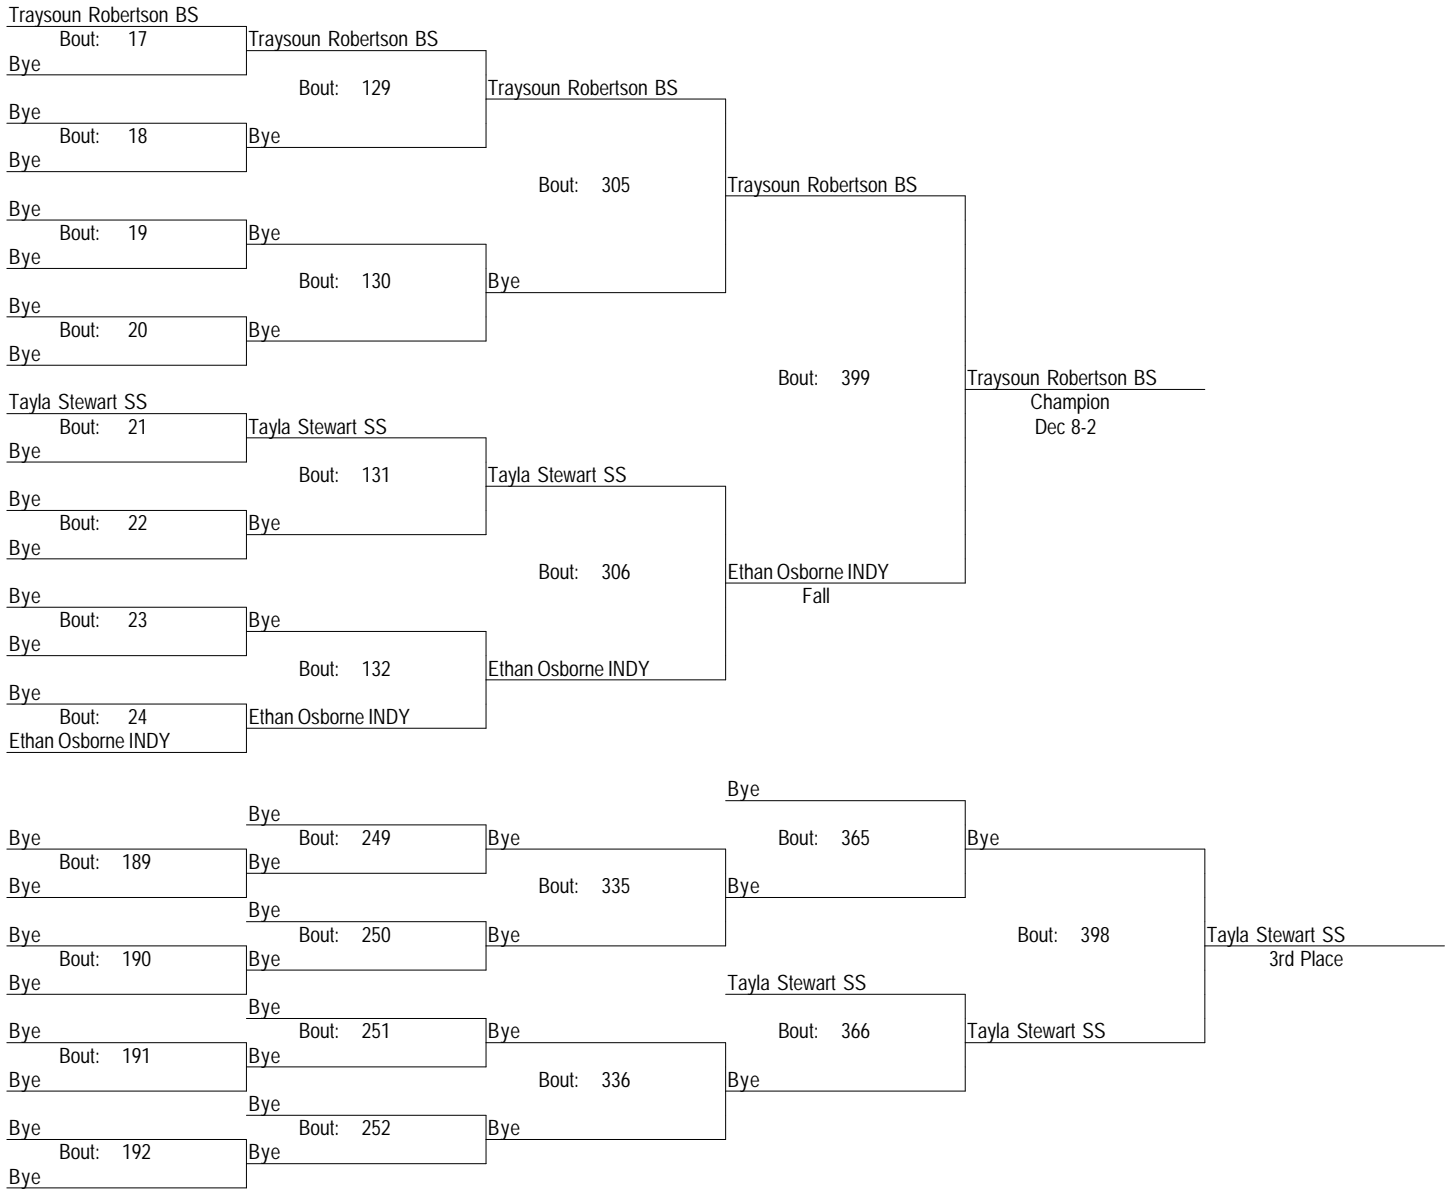 Traysoun Robertson BS
Bout: 17 Traysoun Robertson BS
Bye
Bout: 129 Traysoun Robertson BS
Bye
Bout: 18 Bye
Bye
Bout: 305 Traysoun Robertson BS
Bye
Bout: 19 Bye
Bye
Bout: 130 Bye
Bye
Bout: 20 Bye
Bye
Bout: 399 Traysoun Robertson BS
Tayla Stewart SS Champion
Bout: 21 Tayla Stewart SS Dec 8-2
Bye
Bout: 131 Tayla Stewart SS
Bye
Bout: 22 Bye
Bye
Bout: 306 Ethan Osborne INDY
Bye Fall
Bout: 23 Bye
Bye
Bout: 132 Ethan Osborne INDY
Bye
Bout: 24 Ethan Osborne INDY
Ethan Osborne INDY
Bye
Bye
Bye Bout: 249 Bye Bout: 365 Bye
Bout: 189 Bye
Bye Bout: 335 Bye
Bye
Bye Bout: 250 Bye Bout: 398 Tayla Stewart SS
Bout: 190 Bye 3rd Place
Bye Tayla Stewart SS
Bye
Bye Bout: 251 Bye Bout: 366 Tayla Stewart SS
Bout: 191 Bye
Bye Bout: 336 Bye
Bye
Bye Bout: 252 Bye
Bout: 192 Bye
Bye